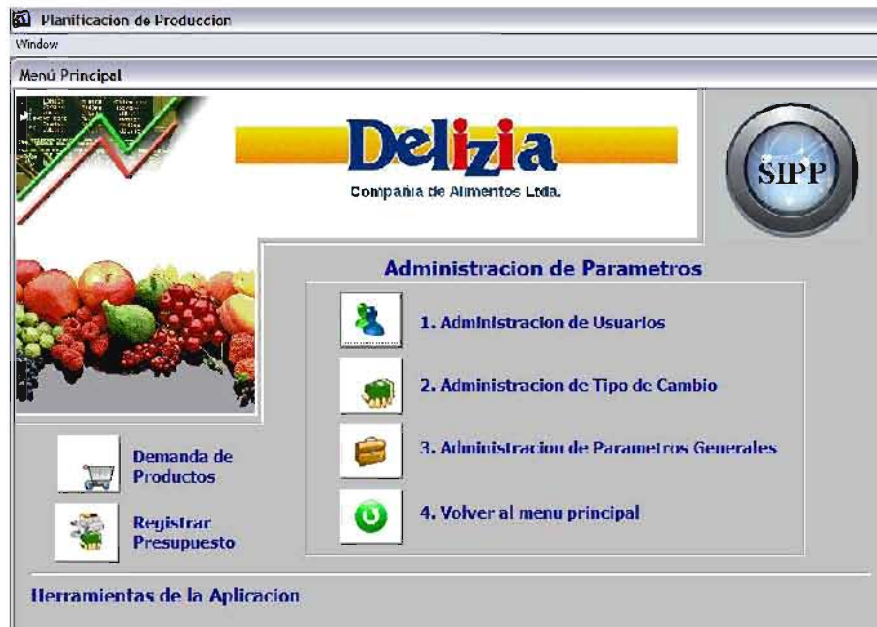 Planificacion de Produccion
Window
Menú Principal
Delizia
Compañia de Alimentos Ltda.
SIPP
Administracion de Parametros
1. Administracion de Usuarios
2. Administracion de Tipo de Cambio
3. Administracion de Parametros Generales
4. Volver al menu principal
Demanda de
Productos
Registrar
Presupuesto
Herramientas de la Aplicacion